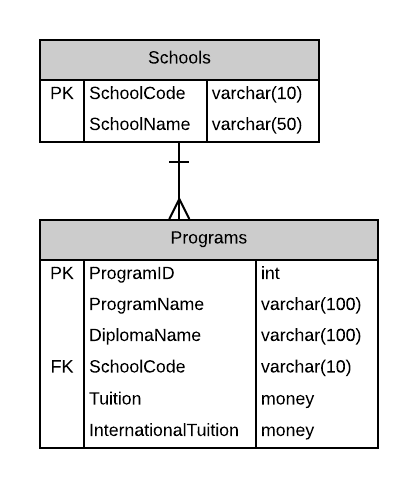 Schools
PK SchoolCode varchar(10)
SchoolName varchar(50)
Programs
PK ProgramID int
ProgramName varchar(100)
DiplomaName varchar(100)
FK SchoolCode varchar(10)
Tuition money
InternationalTuition money